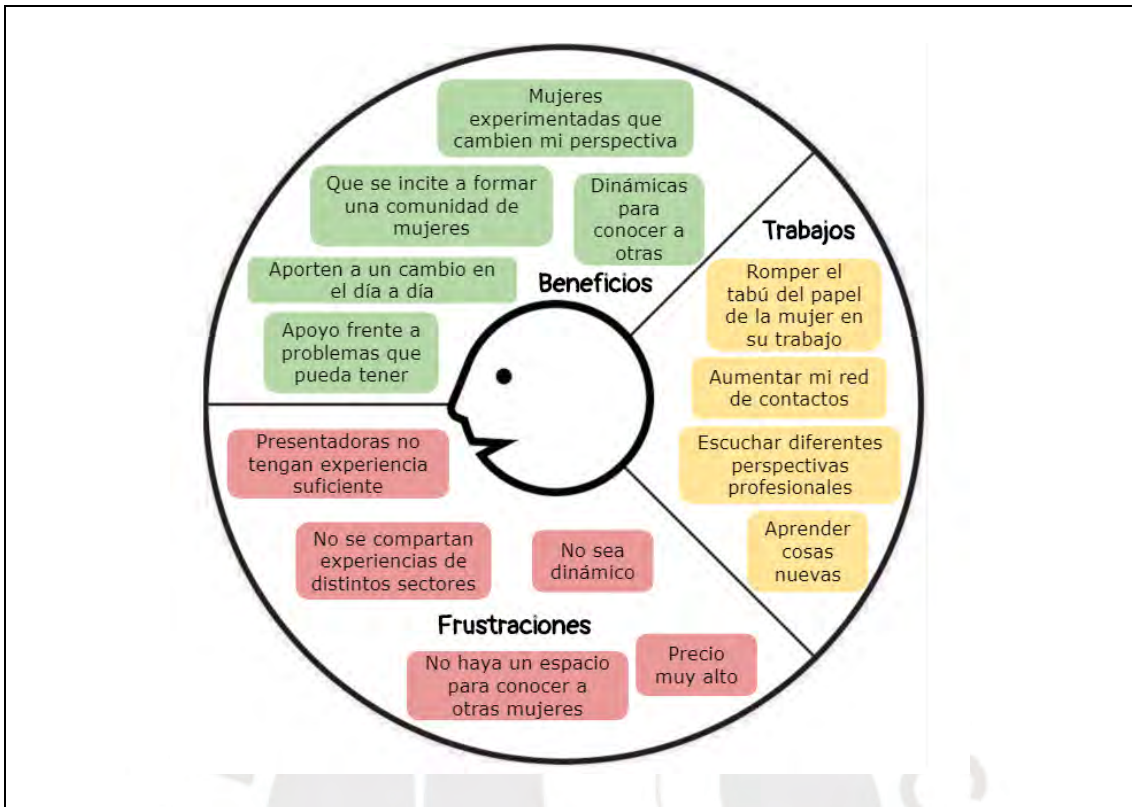 Mujeres
experimentadas que
cambien mi perspectiva
Que se incite a formar
una comunidad de
mujeres
Dinámicas
para
conocer a
otras
Aporten a un cambio en
el día a día
Apoyo frente a
problemas que
pueda tener
Beneficios
Trabajos
Romper el
tabú del papel
de la mujer en
su trabajo
Aumentar mi red
de contactos
Escuchar diferentes
perspectivas
profesionales
Aprender
cosas
nuevas
Presentadoras no
tengan experiencia
suficiente
No se compartan
experiencias de
distintos sectores
No sea
dinámico
Frustraciones
No haya un espacio
para conocer a
otras mujeres
Precio
muy alto